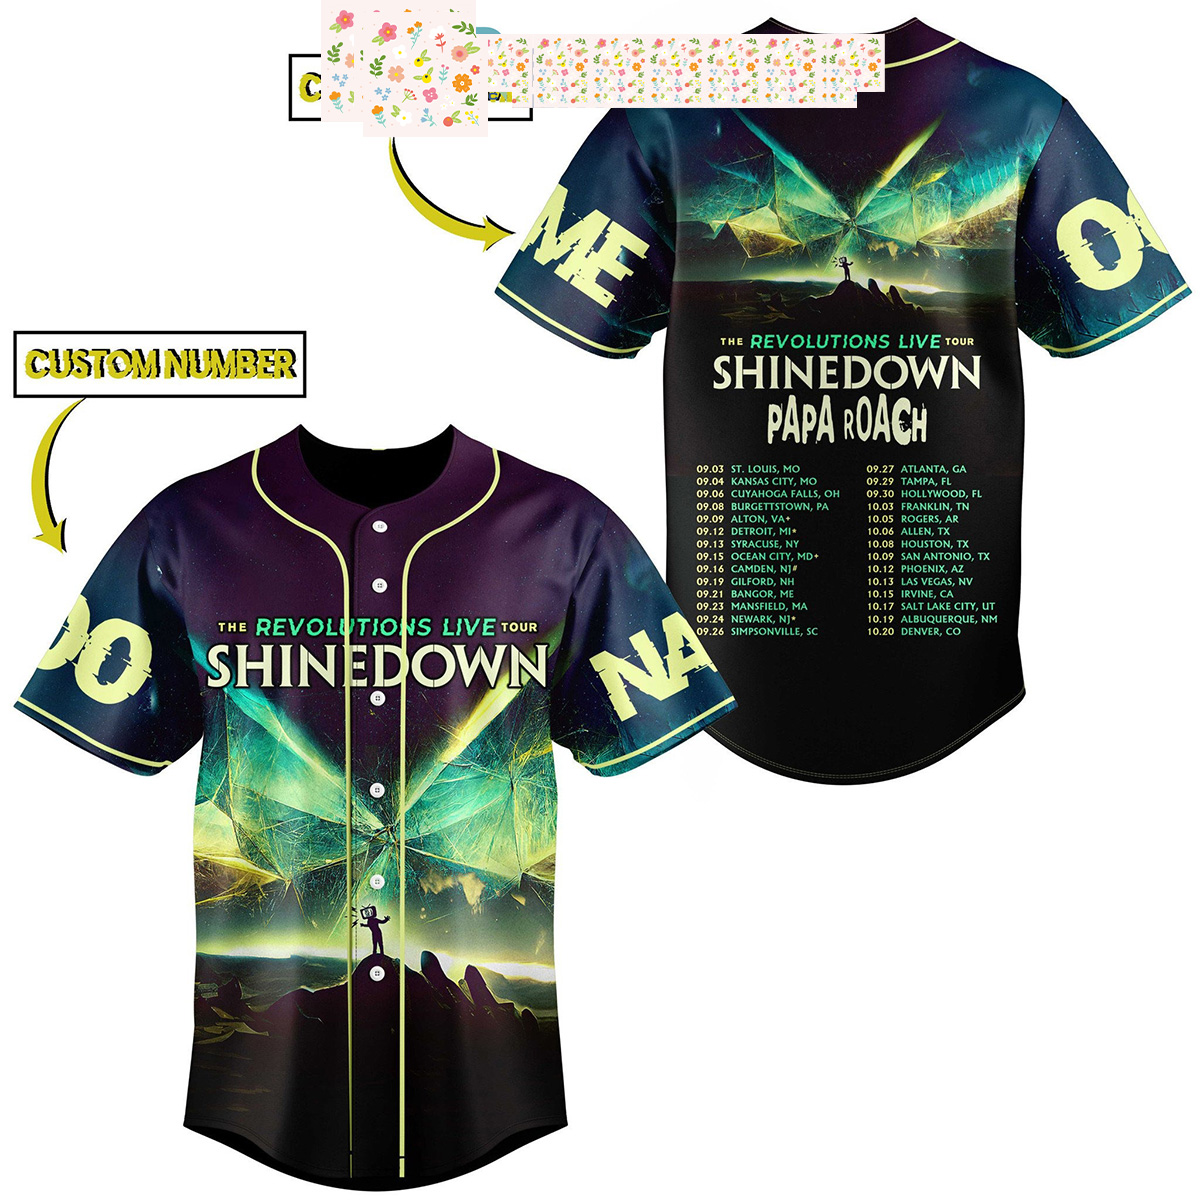 ME
OO
THE REVOLUTIONS LIVE TOUR
SHINEDOWN
PAPA ROACH
09.03 ST. LOUIS, MO
09.04 KANSAS CITY, MO
09.06 CUYAHOGA FALLS, OH
09.08 BURGETTSTOWN, PA
09.09 ALTON, VA+
09.12 DETROIT, MI*
09.13 SYRACUSE, NY
09.15 OCEAN CITY, MD+
09.16 CAMDEN, NJ#
09.19 GILFORD, NH
09.21 BANGOR, ME
09.23 MANSFIELD, MA
09.24 NEWARK, NJ*
09.26 SIMPSONVILLE, SC
09.27 ATLANTA, GA
09.29 TAMPA, FL
09.30 HOLLYWOOD, FL
10.03 FRANKLIN, TN
10.05 ROGERS, AR
10.06 ALLEN, TX
10.08 HOUSTON, TX
10.09 SAN ANTONIO, TX
10.12 PHOENIX, AZ
10.13 LAS VEGAS, NV
10.15 IRVINE, CA
10.17 SALT LAKE CITY, UT
10.19 ALBUQUERQUE, NM
10.20 DENVER, CO
CUSTOM NUMBER
THE REVOLUTIONS LIVE TOUR
SHINEDOWN
OO
NA